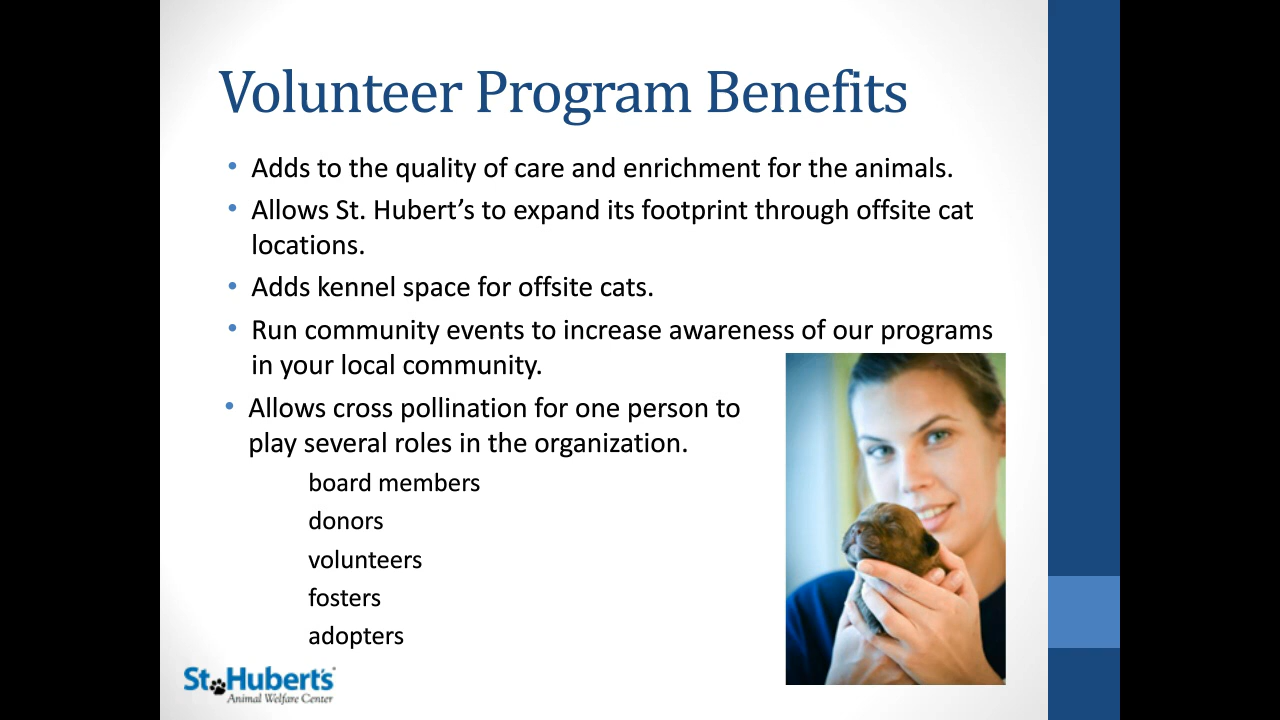 Volunteer Program Benefits
• Adds to the quality of care and enrichment for the animals.
• Allows St. Hubert’s to expand its footprint through offsite cat
locations.
• Adds kennel space for offsite cats.
• Run community events to increase awareness of our programs
in your local community.
• Allows cross pollination for one person to
play several roles in the organization.
board members
donors
volunteers
fosters
adopters
St. Hubert's
Animal Welfare Center